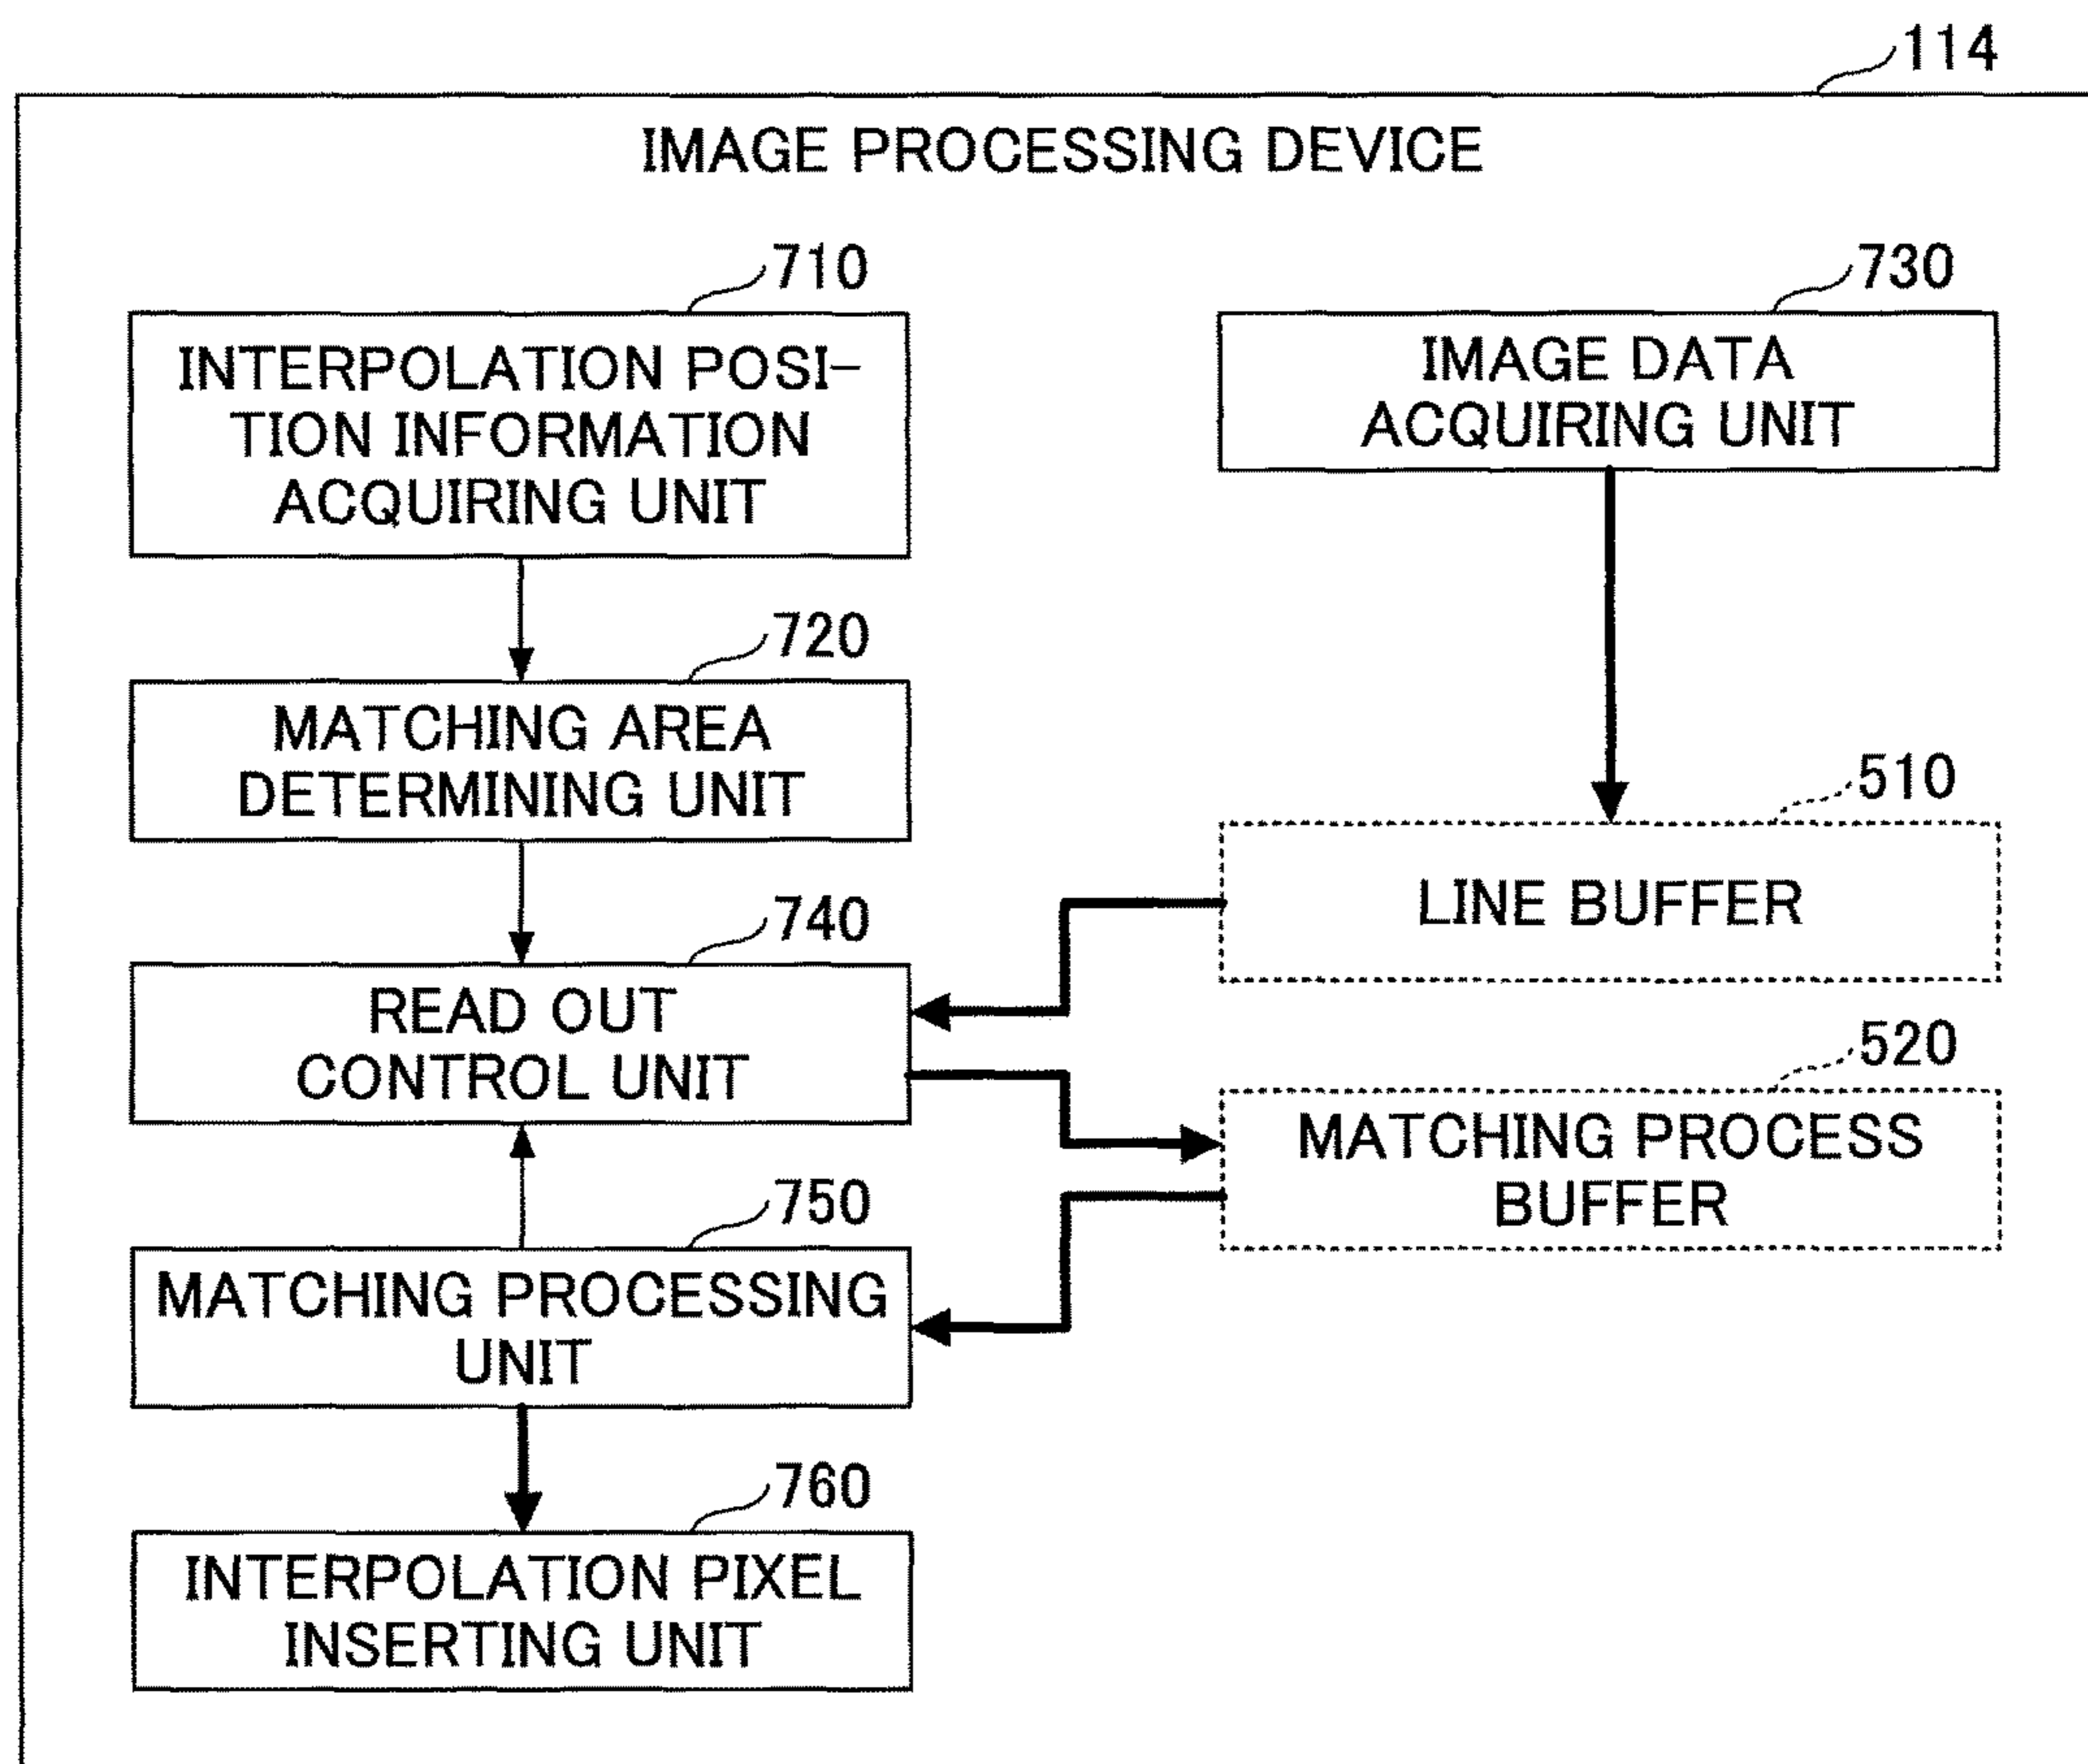 114
IMAGE PROCESSING DEVICE
710
INTERPOLATION POSI-
TION INFORMATION
ACQUIRING UNIT
730
IMAGE DATA
ACQUIRING UNIT
720
MATCHING AREA
DETERMINING UNIT
510
LINE BUFFER
740
READ OUT
CONTROL UNIT
520
MATCHING PROCESS
BUFFER
750
MATCHING PROCESSING
UNIT
760
INTERPOLATION PIXEL
INSERTING UNIT